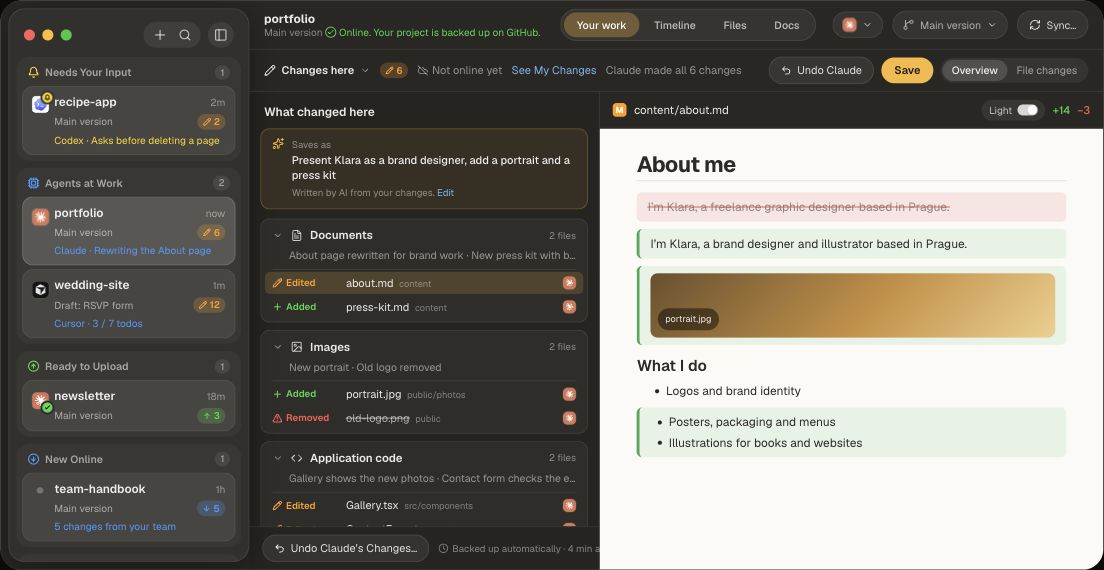 Needs Your Input 1
recipe-app 2m
Main version 2
Codex · Asks before deleting a page
Agents at Work 2
portfolio now
Main version 6
Claude · Rewriting the About page
wedding-site 1m
Draft: RSVP form 12
Cursor · 3 / 7 todos
Ready to Upload 1
newsletter 18m
Main version ↑ 3
New Online 1
team-handbook 1h
Main version ↓ 5
5 changes from your team
portfolio
Main version Online. Your project is backed up on GitHub.
Your work Timeline Files Docs
Main version
Sync...
Changes here 6 Not online yet See My Changes Claude made all 6 changes
Undo Claude Save Overview File changes
What changed here
Saves as
Present Klara as a brand designer, add a portrait and a
press kit
Written by AI from your changes. Edit
Documents 2 files
About page rewritten for brand work · New press kit with b...
Edited about.md content
+ Added press-kit.md content
Images 2 files
New portrait · Old logo removed
+ Added portrait.jpg public/photos
Removed old-logo.png public
Application code 2 files
Gallery shows the new photos · Contact form checks the e...
Edited Gallery.tsx src/components
Undo Claude's Changes... Backed up automatically · 4 min a
M content/about.md Light +14 −3
About me
I'm Klara, a freelance graphic designer based in Prague.
I'm Klara, a brand designer and illustrator based in Prague.
portrait.jpg
What I do
• Logos and brand identity
• Posters, packaging and menus
• Illustrations for books and websites